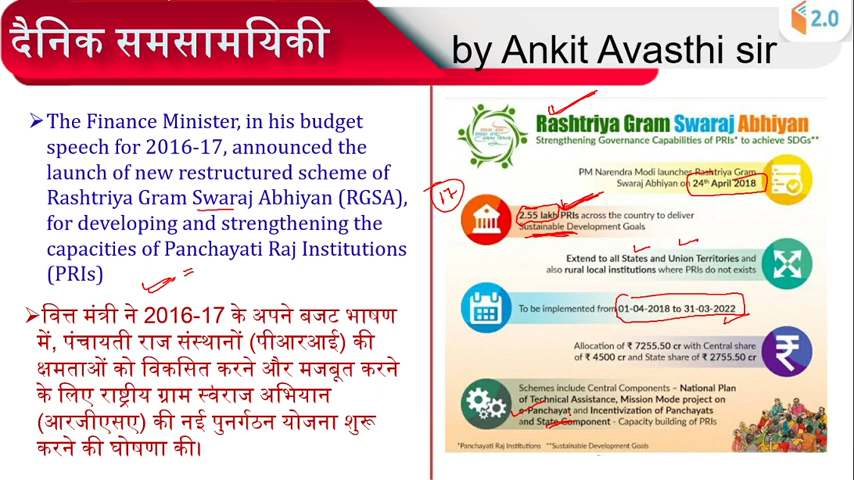 दैनिक समसामयिकी
by Ankit Avasthi sir
2.0
➤The Finance Minister, in his budget
speech for 2016-17, announced the
launch of new restructured scheme of
Rashtriya Gram Swaraj Abhiyan (RGSA),
for developing and strengthening the
capacities of Panchayati Raj Institutions
(PRIs)
➤वित्त मंत्री ने 2016-17 के अपने बजट भाषण
में, पंचायती राज संस्थानों (पीआरआई) की
क्षमताओं को विकसित करने और मजबूत करने
के लिए राष्ट्रीय ग्राम स्वराज अभियान
(आरजीएसए) की नई पुनर्गठन योजना शुरू
करने की घोषणा की।
Rashtriya Gram Swaraj Abhiyan
Strengthening Governance Capabilities of PRIs* to achieve SDGs**
PM Narendra Modi launches Rashtriya Gram
Swaraj Abhiyan on 24th April 2018
17
2.55 lakh PRIs across the country to deliver
Sustainable Development Goals
Extend to all States and Union Territories and
also rural local institutions where PRIs do not exists
To be implemented from 01-04-2018 to 31-03-2022
Allocation of ₹ 7255.50 cr with Central share
of ₹ 4500 cr and State share of ₹ 2755.50 cr
₹
Schemes include Central Components – National Plan
of Technical Assistance, Mission Mode project on
e-Panchayat and Incentivization of Panchayats
and State Component - Capacity building of PRIs
*Panchayati Raj Institutions **Sustainable Development Goals